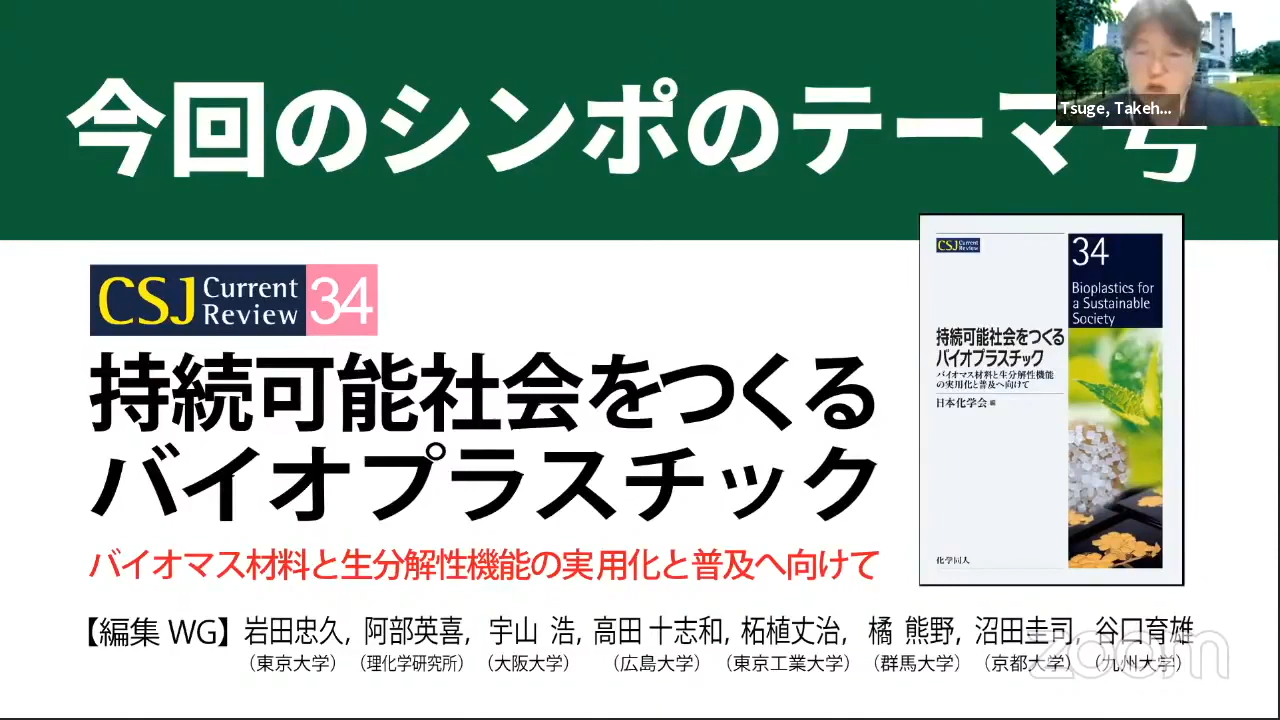 今回のシンポのテーマ号
Tsuge, Takeh...
CSJ Current Review 34
持続可能社会をつくる
バイオプラスチック
バイオマス材料と生分解性機能の実用化と普及へ向けて
CSJ Current Review
34
Bioplastics for
a Sustainable
Society
持続可能社会をつくる
バイオプラスチック
バイオマス材料と生分解性機能
の実用化と普及へ向けて
日本化学会 編
化学同人
【編集 WG】岩田忠久, 阿部英喜, 宇山 浩, 高田 十志和, 柘植丈治, 橘 熊野, 沼田圭司, 谷口育雄
（東京大学）（理化学研究所）（大阪大学）（広島大学）（東京工業大学）（群馬大学）（京都大学）（九州大学）
zoom